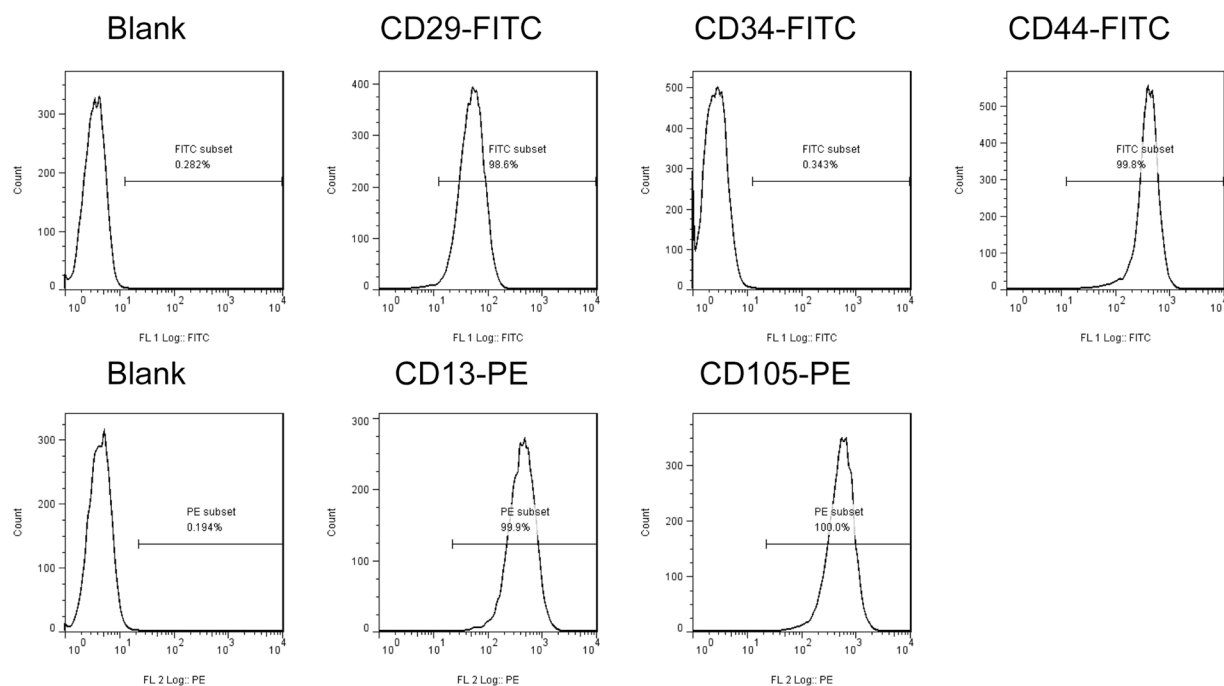 Blank
CD29-FITC
CD34-FITC
CD44-FITC
300
200
100
0
Count
FITC subset
0.282%
10^0 10^1 10^2 10^3 10^4
FL 1 Log:: FITC
400
300
200
100
0
Count
FITC subset
98.6%
10^0 10^1 10^2 10^3 10^4
FL 1 Log:: FITC
500
400
300
200
100
0
Count
FITC subset
0.343%
10^0 10^1 10^2 10^3 10^4
FL 1 Log:: FITC
500
400
300
200
100
0
Count
FITC subset
99.8%
10^0 10^1 10^2 10^3
FL 1 Log:: FITC
Blank
CD13-PE
CD105-PE
300
200
100
0
Count
PE subset
0.194%
10^0 10^1 10^2 10^3 10^4
FL 2 Log:: PE
300
200
100
0
Count
PE subset
99.9%
10^0 10^1 10^2 10^3 10^4
FL 2 Log:: PE
300
200
100
0
Count
PE subset
100.0%
10^0 10^1 10^2 10^3 10^4
FL 2 Log:: PE